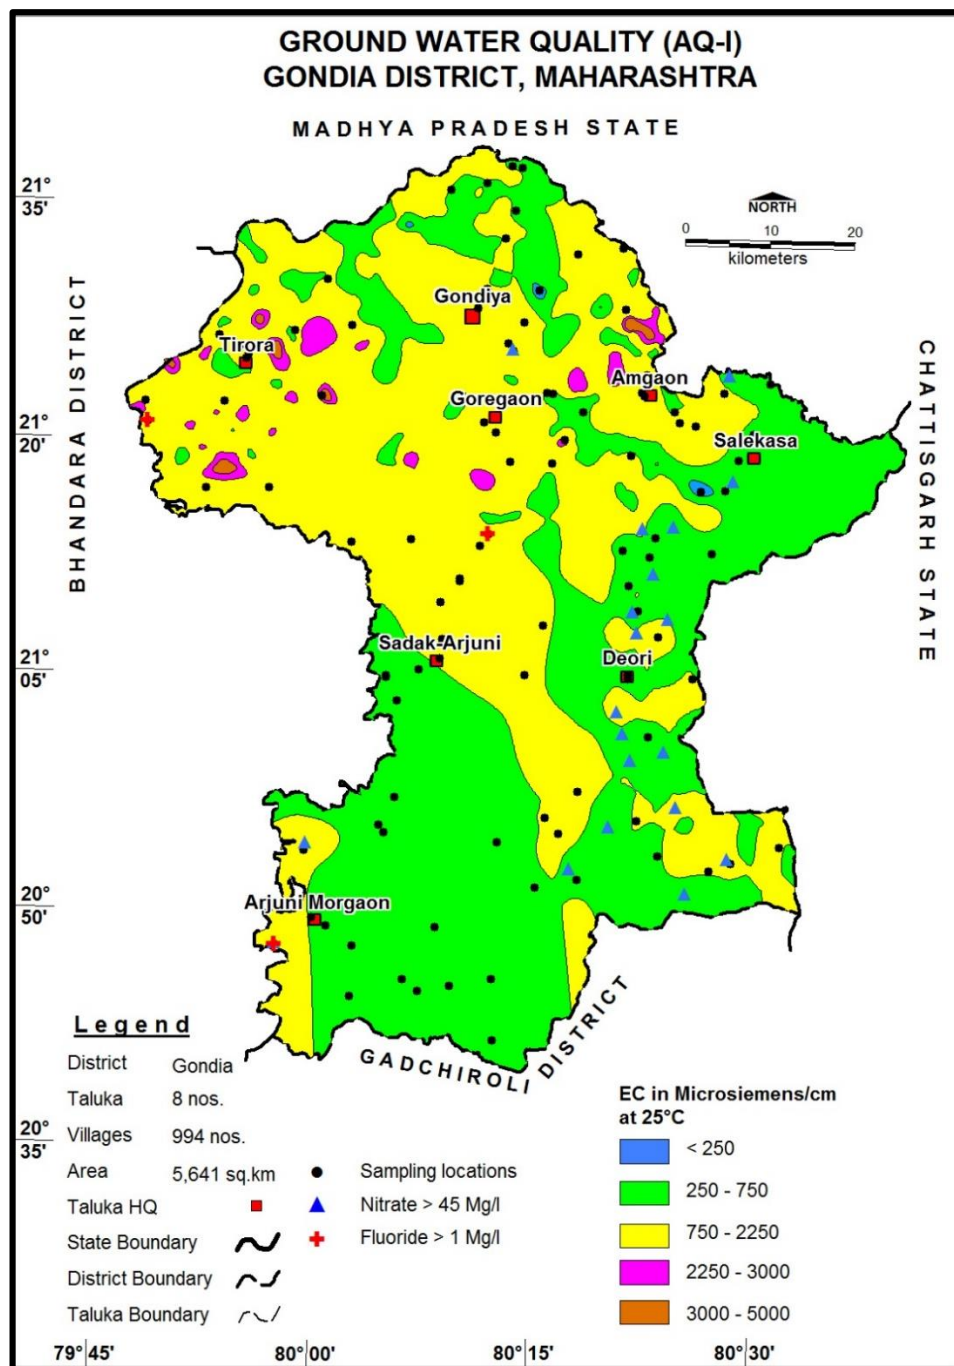 GROUND WATER QUALITY (AQ-I)
GONDIA DISTRICT, MAHARASHTRA
MADHYA PRADESH STATE
21°
35'
NORTH
0 10 20
kilometers
BHANDARA DISTRICT
CHATTISGARH STATE
Gondiya
Tirora
Amgaon
Goregaon
21°
20'
Salekasa
Sadak-Arjuni
21°
05'
Deori
20°
50'
Arjuni Morgaon
GADCHIROLI DISTRICT
Legend
District Gondia
Taluka 8 nos.
Villages 994 nos.
Area 5,641 sq.km
Taluka HQ
State Boundary
District Boundary
Taluka Boundary
Sampling locations
Nitrate > 45 Mg/l
Fluoride > 1 Mg/l
20°
35'
EC in Microsiemens/cm
at 25°C
< 250
250 - 750
750 - 2250
2250 - 3000
3000 - 5000
79°45' 80°00' 80°15' 80°30'